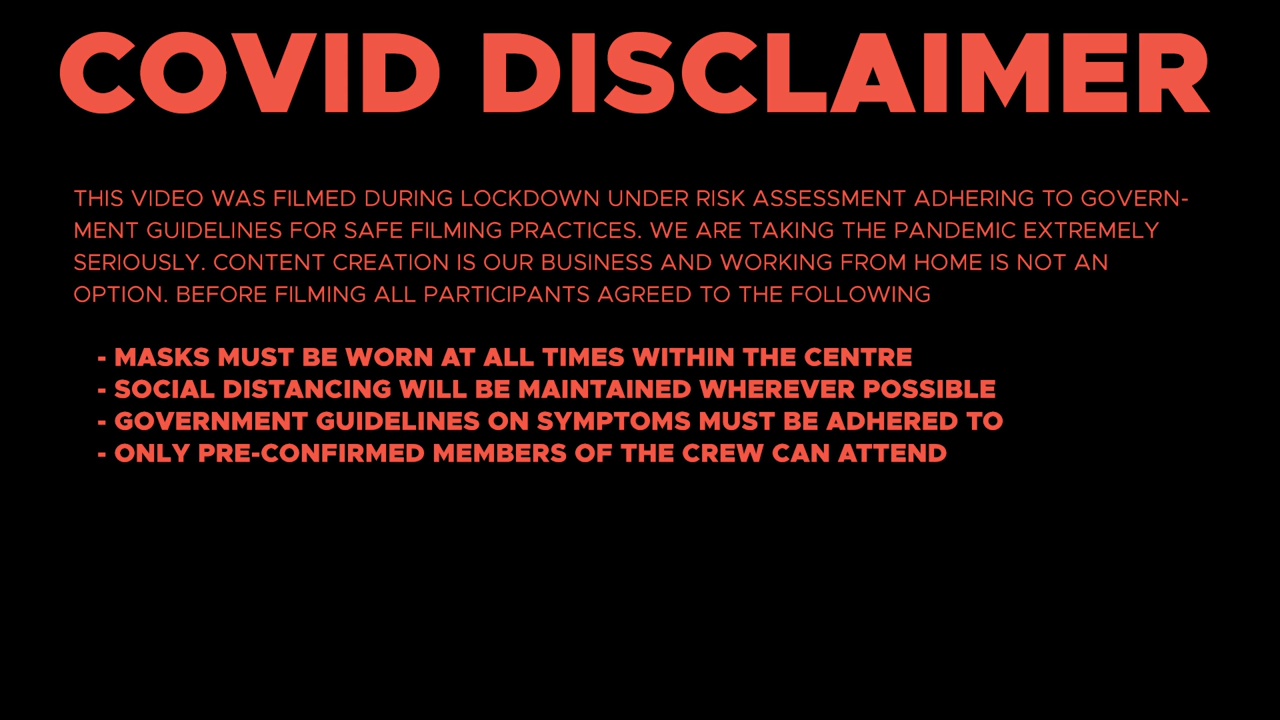 COVID DISCLAIMER
THIS VIDEO WAS FILMED DURING LOCKDOWN UNDER RISK ASSESSMENT ADHERING TO GOVERN-
MENT GUIDELINES FOR SAFE FILMING PRACTICES. WE ARE TAKING THE PANDEMIC EXTREMELY
SERIOUSLY. CONTENT CREATION IS OUR BUSINESS AND WORKING FROM HOME IS NOT AN
OPTION. BEFORE FILMING ALL PARTICIPANTS AGREED TO THE FOLLOWING
- MASKS MUST BE WORN AT ALL TIMES WITHIN THE CENTRE
- SOCIAL DISTANCING WILL BE MAINTAINED WHEREVER POSSIBLE
- GOVERNMENT GUIDELINES ON SYMPTOMS MUST BE ADHERED TO
- ONLY PRE-CONFIRMED MEMBERS OF THE CREW CAN ATTEND